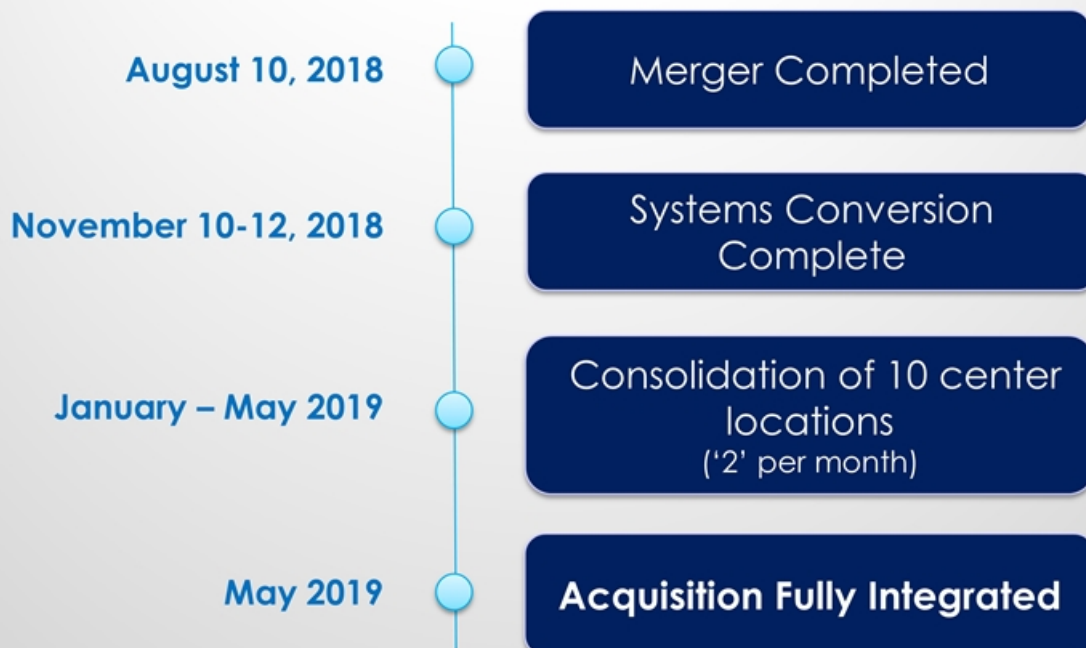 August 10, 2018
Merger Completed
November 10-12, 2018
Systems Conversion
Complete
January – May 2019
Consolidation of 10 center
locations
(‘2’ per month)
May 2019
Acquisition Fully Integrated